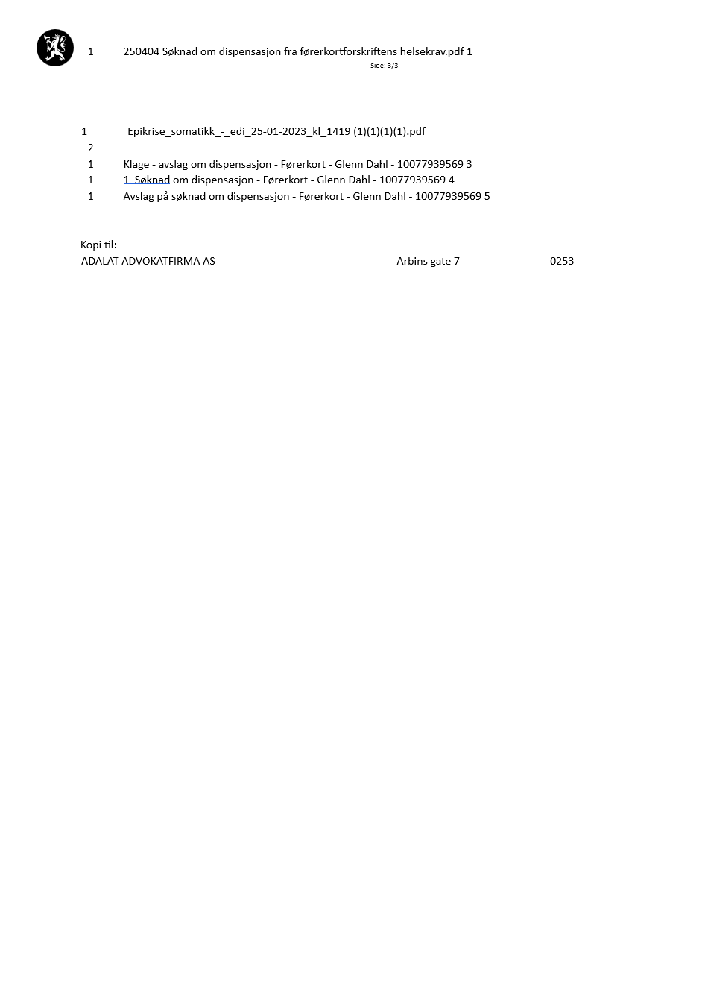 1 250404 Søknad om dispensasjon fra førerkortforskriftens helsekrav.pdf 1
Side: 3/3
1 Epikrise_somatikk_-_edi_25-01-2023_kl_1419 (1)(1)(1)(1).pdf
2
1 Klage - avslag om dispensasjon - Førerkort - Glenn Dahl - 10077939569 3
1 1_Søknad om dispensasjon - Førerkort - Glenn Dahl - 10077939569 4
1 Avslag på søknad om dispensasjon - Førerkort - Glenn Dahl - 10077939569 5
Kopi til:
ADALAT ADVOKATFIRMA AS Arbins gate 7 0253